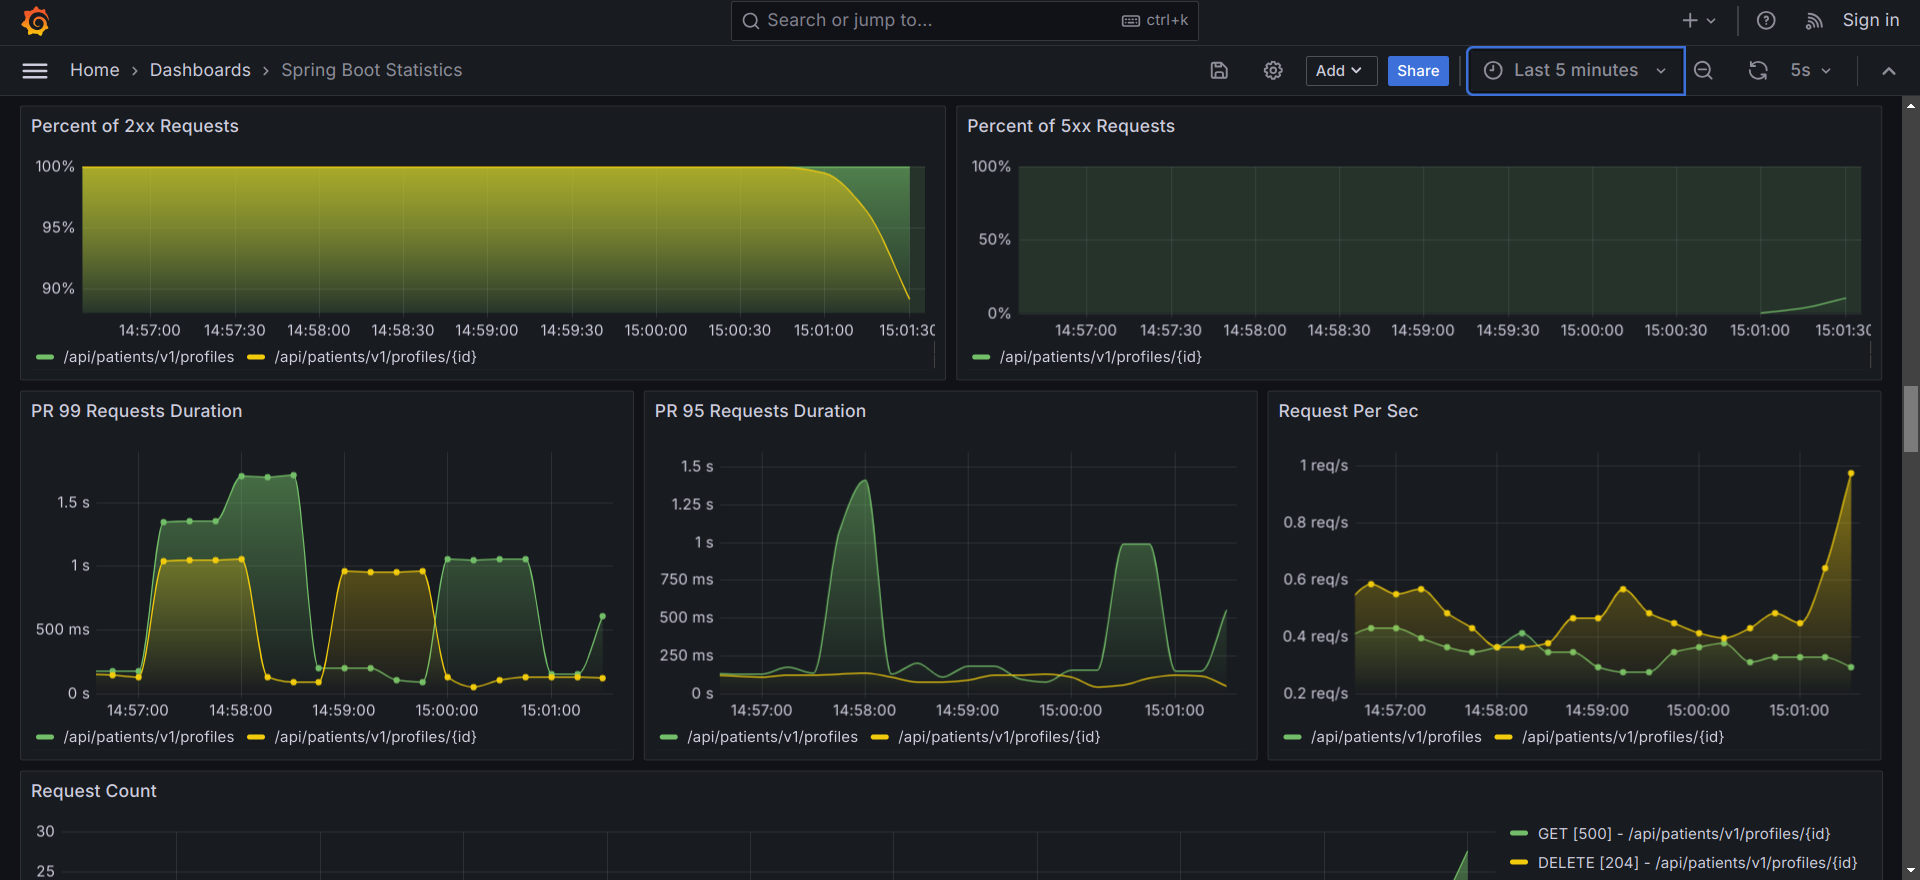 Search or jump to...
ctrl+k
Sign in
Home › Dashboards › Spring Boot Statistics
Add
Share
Last 5 minutes
5s
Percent of 2xx Requests
100%
95%
90%
14:57:00 14:57:30 14:58:00 14:58:30 14:59:00 14:59:30 15:00:00 15:00:30 15:01:00 15:01:30
/api/patients/v1/profiles /api/patients/v1/profiles/{id}
Percent of 5xx Requests
100%
50%
0%
14:57:00 14:57:30 14:58:00 14:58:30 14:59:00 14:59:30 15:00:00 15:00:30 15:01:00 15:01:30
/api/patients/v1/profiles/{id}
PR 99 Requests Duration
1.5 s
1 s
500 ms
0 s
14:57:00 14:58:00 14:59:00 15:00:00 15:01:00
/api/patients/v1/profiles /api/patients/v1/profiles/{id}
PR 95 Requests Duration
1.5 s
1.25 s
1 s
750 ms
500 ms
250 ms
0 s
14:57:00 14:58:00 14:59:00 15:00:00 15:01:00
/api/patients/v1/profiles /api/patients/v1/profiles/{id}
Request Per Sec
1 req/s
0.8 req/s
0.6 req/s
0.4 req/s
0.2 req/s
14:57:00 14:58:00 14:59:00 15:00:00 15:01:00
/api/patients/v1/profiles /api/patients/v1/profiles/{id}
Request Count
30
25
GET [500] - /api/patients/v1/profiles/{id}
DELETE [204] - /api/patients/v1/profiles/{id}